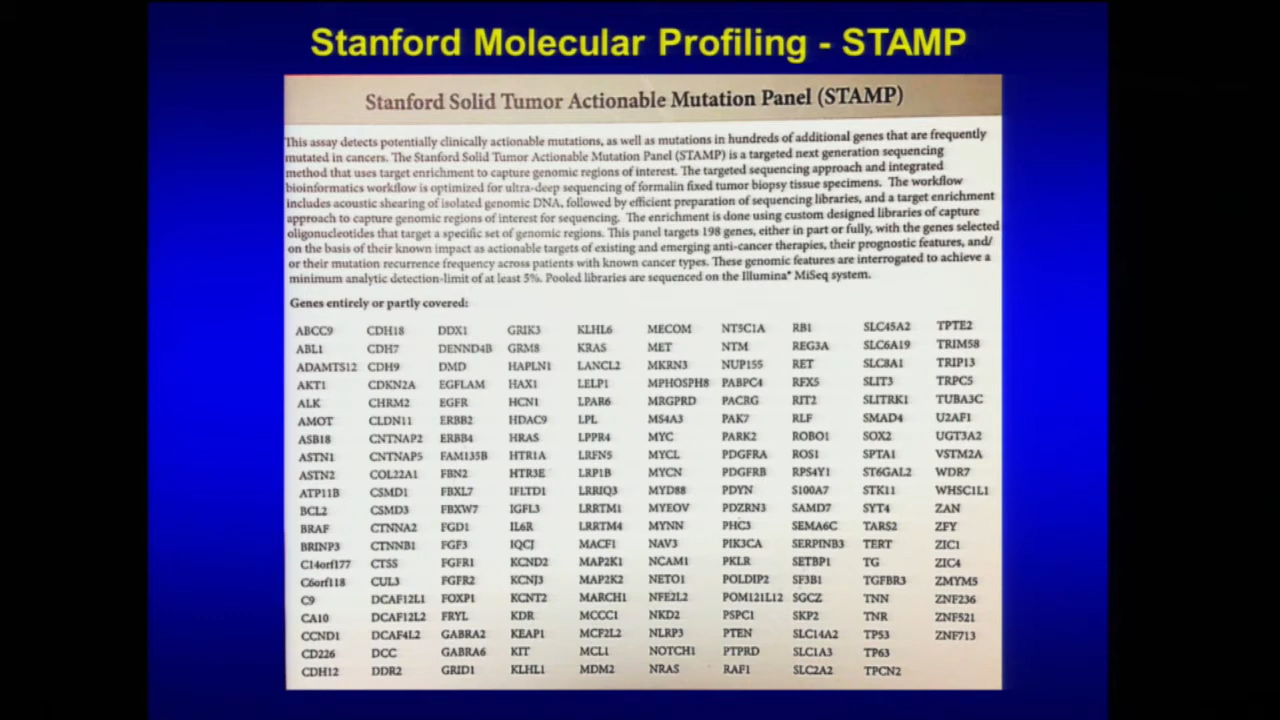 Stanford Molecular Profiling - STAMP
Stanford Solid Tumor Actionable Mutation Panel (STAMP)
This assay detects potentially clinically actionable mutations, as well as mutations in hundreds of additional genes that are frequently
mutated in cancers. The Stanford Solid Tumor Actionable Mutation Panel (STAMP) is a targeted next generation sequencing
method that uses target enrichment to capture genomic regions of interest. The targeted sequencing approach and integrated
bioinformatics workflow is optimized for ultra-deep sequencing of formalin fixed tumor biopsy tissue specimens. The workflow
includes acoustic shearing of isolated genomic DNA, followed by efficient preparation of sequencing libraries, and a target enrichment
approach to capture genomic regions of interest for sequencing. The enrichment is done using custom designed libraries of capture
oligonucleotides that target a specific set of genomic regions. This panel targets 198 genes, either in part or fully, with the genes selected
on the basis of their known impact as actionable targets of existing and emerging anti-cancer therapies, their prognostic features, and/
or their mutation recurrence frequency across patients with known cancer types. These genomic features are interrogated to achieve a
minimum analytic detection-limit of at least 5%. Pooled libraries are sequenced on the Illumina® MiSeq system.
Genes entirely or partly covered:
ABCC9 CDH18 DDX1 GRIK3 KLHL6 MECOM NT5C1A RB1 SLC45A2 TPTE2
ABL1 CDH7 DENND4B GRM8 KRAS MET NTM REG3A SLC6A19 TRIM58
ADAMTS12 CDH9 DMD HAPLN1 LANCL2 MKRN3 NUP155 RET SLC8A1 TRIP13
AKT1 CDKN2A EGFLAM HAX1 LELP1 MPHOSPH8 PABPC4 RFX5 SLIT3 TRPC5
ALK CHRM2 EGFR HCN1 LPAR6 MRGPRD PACRG RIT2 SLITRK1 TUBA3C
AMOT CLDN11 ERBB2 HDAC9 LPL MS4A3 PAK7 RLF SMAD4 U2AF1
ASB18 CNTNAP2 ERBB4 HRAS LPPR4 MYC PARK2 ROBO1 SOX2 UGT3A2
ASTN1 CNTNAP5 FAM135B HTR1A LRFN5 MYCL PDGFRA ROS1 SPTA1 VSTM2A
ASTN2 COL22A1 FBN2 HTR3E LRP1B MYCN PDGFRB RPS4Y1 ST6GAL2 WDR7
ATP11B CSMD1 FBXL7 IFLTD1 LRRIQ3 MYD88 PDYN S100A7 STK11 WHSC1L1
BCL2 CSMD3 FBXW7 IGFL3 LRRTM1 MYEOV PDZRN3 SAMD7 SYT4 ZAN
BRAF CTNNA2 FGD1 IL6R LRRTM4 MYNN PHC3 SEMA6C TARS2 ZFY
BRINP3 CTNNB1 FGF3 IQCJ MACF1 NAV3 PIK3CA SERPINB3 TERT ZIC1
C14orf177 CTSS FGFR1 KCND2 MAP2K1 NCAM1 PKLR SETBP1 TG ZIC4
C6orf118 CUL3 FGFR2 KCNJ3 MAP2K2 NETO1 POLDIP2 SF3B1 TGFBR3 ZMYM5
C9 DCAF12L1 FOXP1 KCNT2 MARCH1 NFE2L2 POM121L12 SGCZ TNN ZNF236
CA10 DCAF12L2 FRYL KDR MCCC1 NKD2 PSPC1 SKP2 TNR ZNF521
CCND1 DCAF4L2 GABRA2 KEAP1 MCF2L2 NLRP3 PTEN SLC14A2 TP53 ZNF713
CD226 DCC GABRA6 KIT MCL1 NOTCH1 PTPRD SLC1A3 TP63
CDH12 DDR2 GRID1 KLHL1 MDM2 NRAS RAF1 SLC2A2 TPCN2